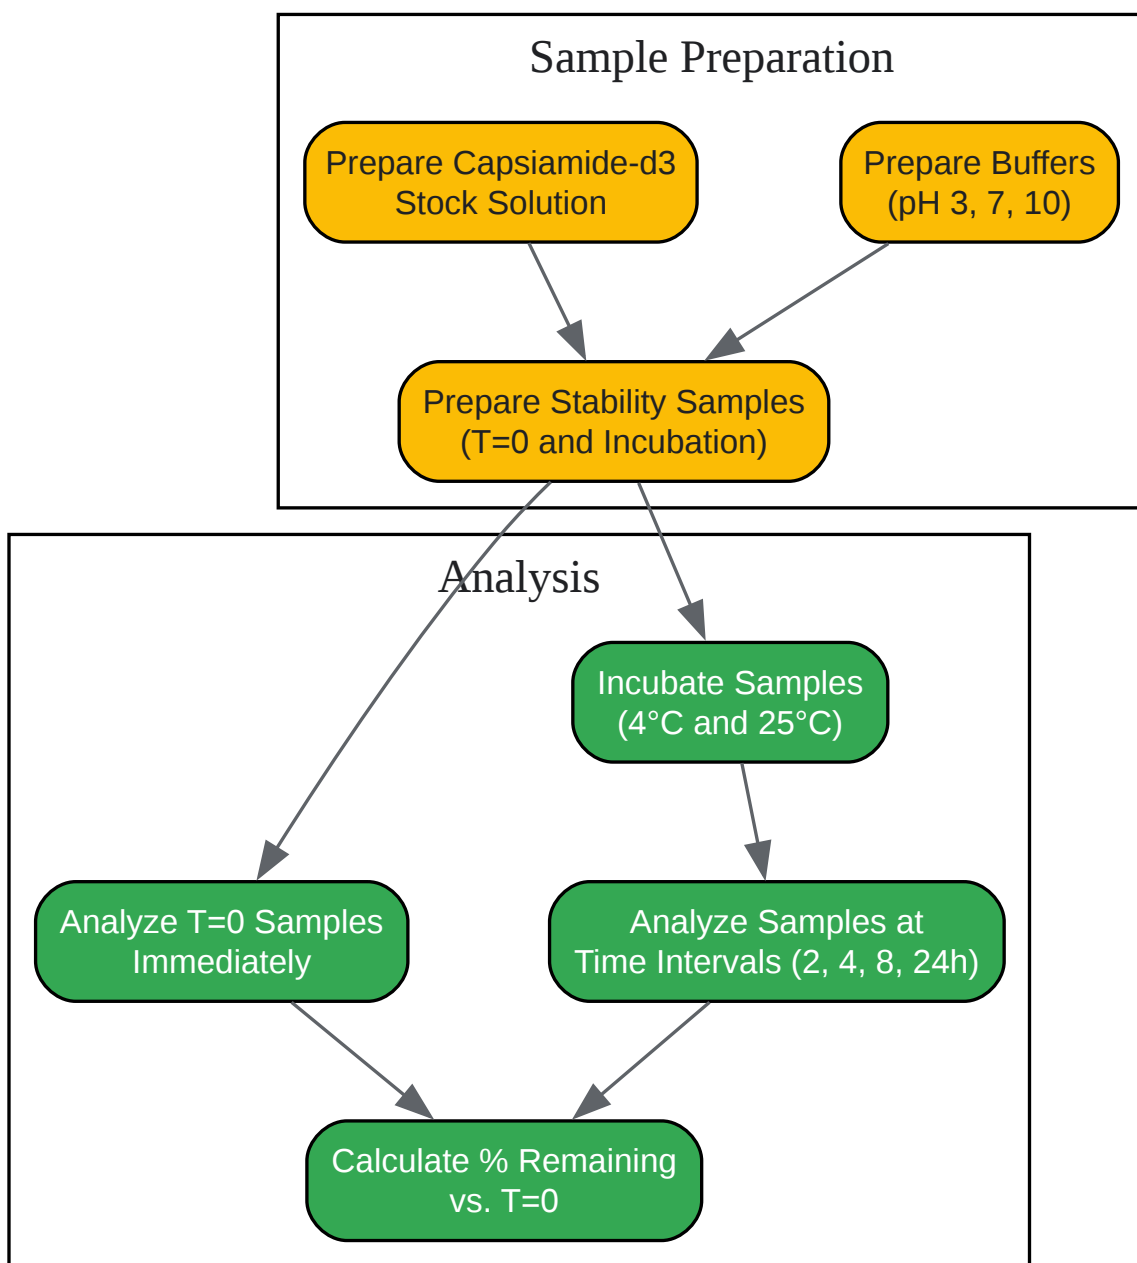 Sample Preparation
Prepare Capsiamide-d3
Stock Solution
Prepare Buffers
(pH 3, 7, 10)
Prepare Stability Samples
(T=0 and Incubation)
Analysis
Incubate Samples
(4°C and 25°C)
Analyze T=0 Samples
Immediately
Analyze Samples at
Time Intervals (2, 4, 8, 24h)
Calculate % Remaining
vs. T=0